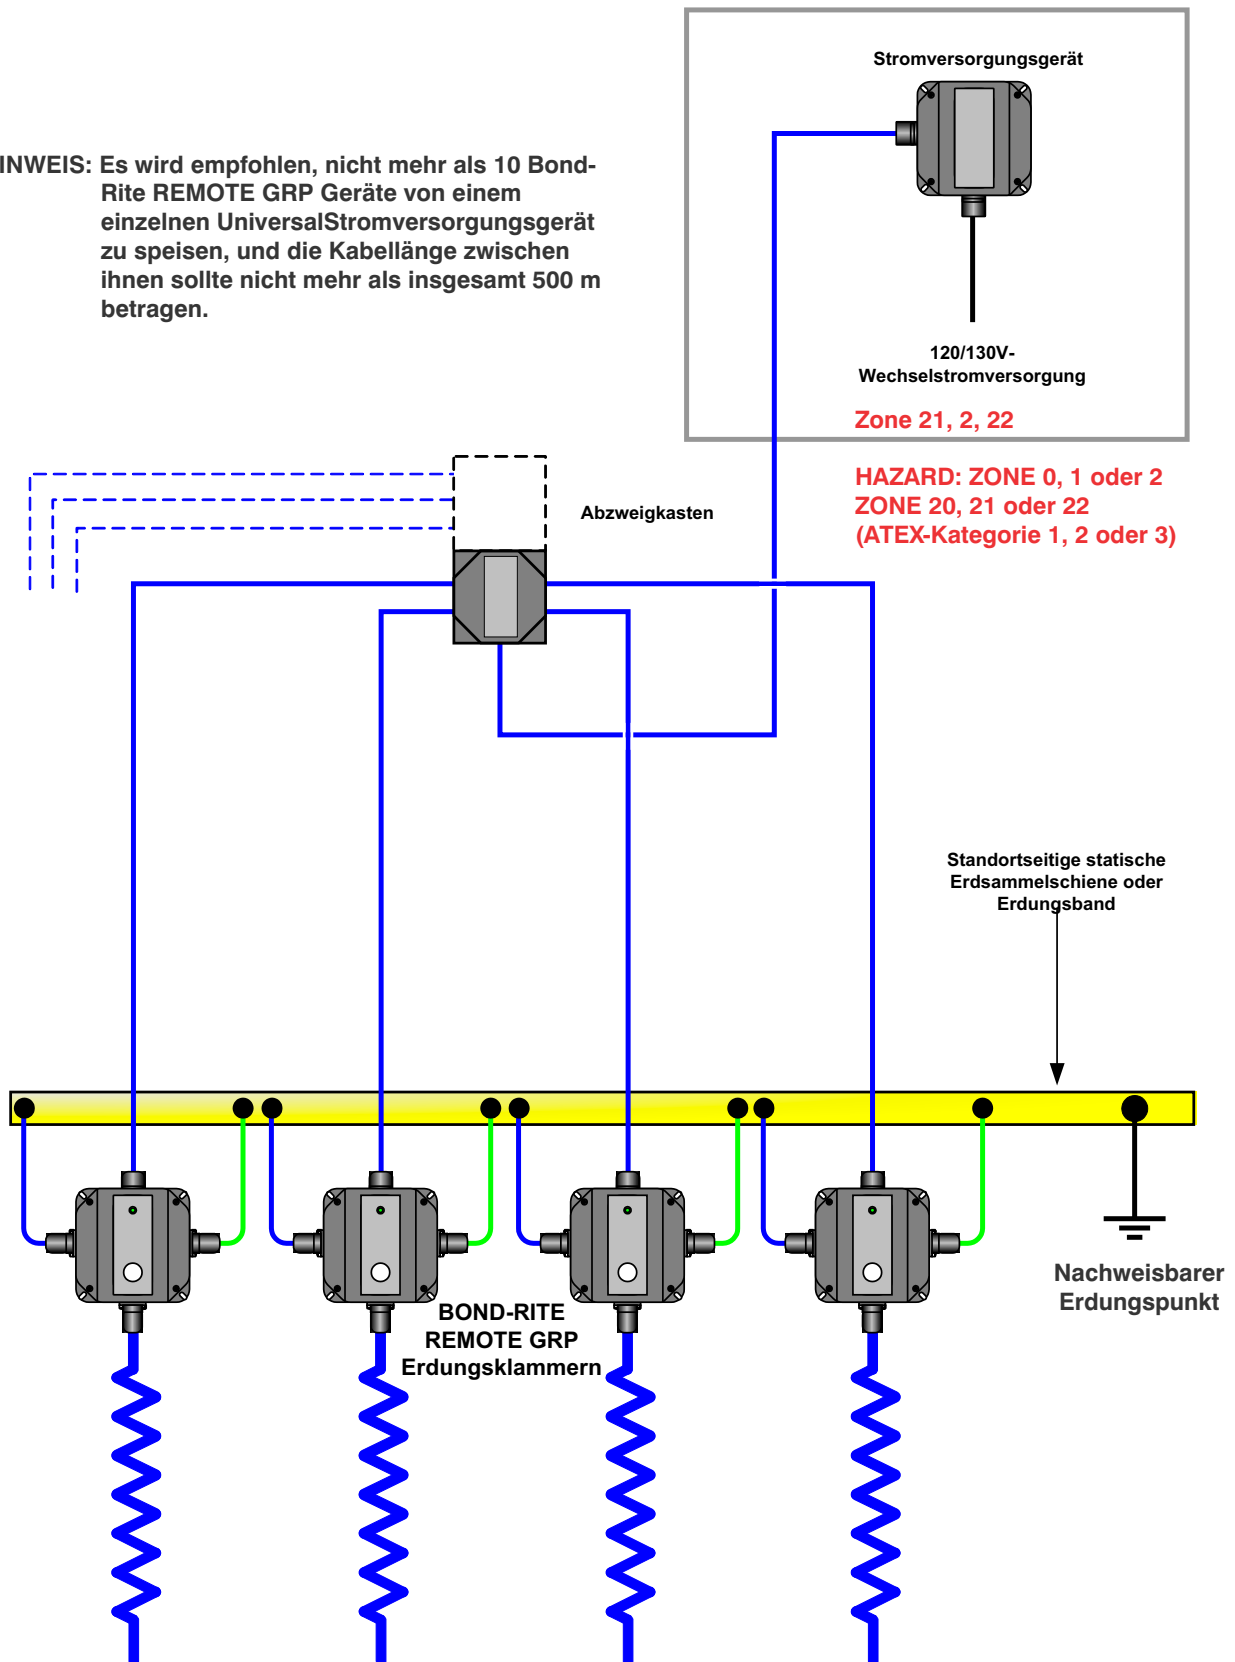 Stromversorgungsgerät
INWEIS: Es wird empfohlen, nicht mehr als 10 Bond-
Rite REMOTE GRP Geräte von einem
einzelnen UniversalStromversorgungsgerät
zu speisen, und die Kabellänge zwischen
ihnen sollte nicht mehr als insgesamt 500 m
betragen.
120/130V-
Wechselstromversorgung
Zone 21, 2, 22
HAZARD: ZONE 0, 1 oder 2
ZONE 20, 21 oder 22
(ATEX-Kategorie 1, 2 oder 3)
Abzweigkasten
Standortseitige statische
Erdsammelschiene oder
Erdungsband
Nachweisbarer
Erdungspunkt
BOND-RITE
REMOTE GRP
Erdungsklammern